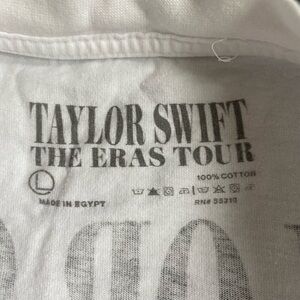 TAYLOR SWIFT
THE ERAS TOUR
L
100% COTTON
MADE IN EGYPT
RN# 55310